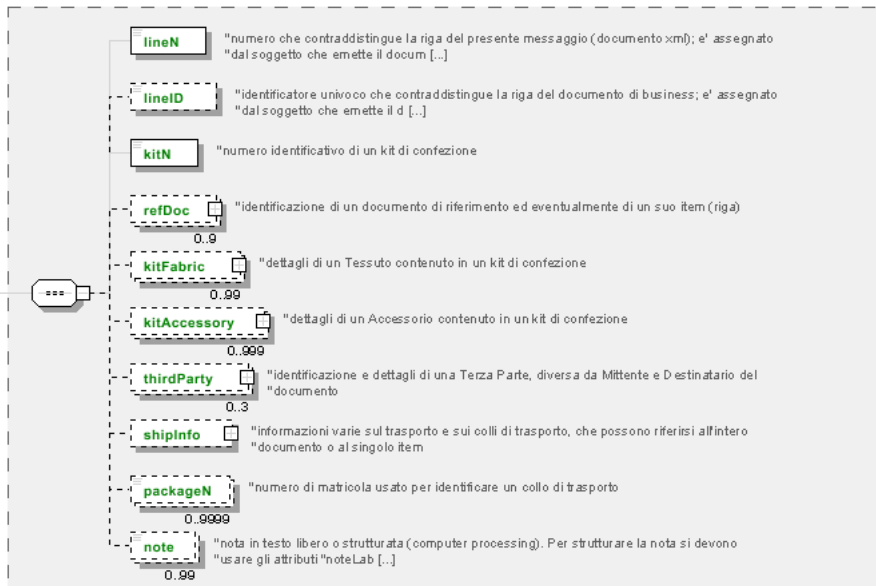 lineN
"numero che contraddistingue la riga del presente messaggio (documento xml); e' assegnato
"dal soggetto che emette il docum [...]
lineID
"identificatore univoco che contraddistingue la riga del documento di business; e' assegnato
"dal soggetto che emette il d [...]
kitN
"numero identificativo di un kit di confezione
refDoc
"identificazione di un documento di riferimento ed eventualmente di un suo item (riga)
0..9
kitFabric
"dettagli di un Tessuto contenuto in un kit di confezione
0..99
kitAccessory
"dettagli di un Accessorio contenuto in un kit di confezione
0..999
thirdParty
"identificazione e dettagli di una Terza Parte, diversa da Mittente e Destinatario del
"documento
0..3
shipInfo
"informazioni varie sul trasporto e sui colli di trasporto, che possono riferirsi all'intero
"documento o al singolo item
packageN
"numero di matricola usato per identificare un collo di trasporto
0..9999
note
"nota in testo libero o strutturata (computer processing). Per strutturare la nota si devono
"usare gli attributi "noteLab [...]
0..99